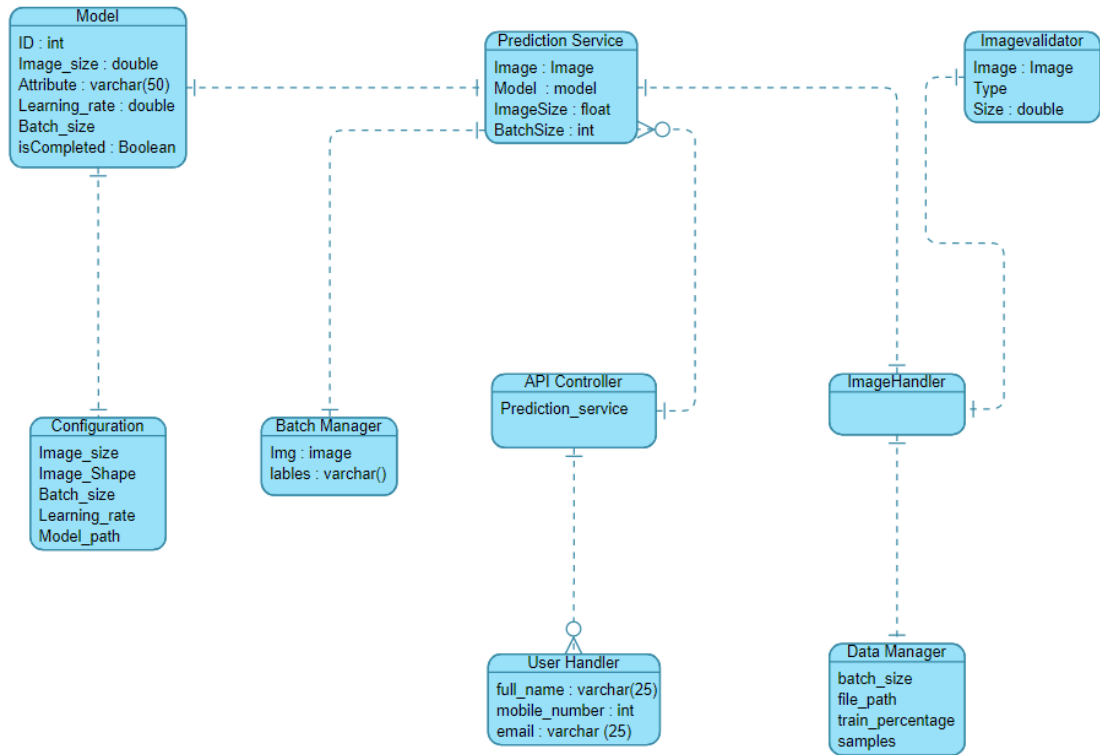 Model
ID : int
Image_size : double
Attribute : varchar(50)
Learning_rate : double
Batch_size
isCompleted : Boolean
Prediction Service
Image : Image
Model : model
ImageSize : float
BatchSize : int
Imagevalidator
Image : Image
Type
Size : double
Configuration
Image_size
Image_Shape
Batch_size
Learning_rate
Model_path
Batch Manager
Img : image
lables : varchar()
API Controller
Prediction_service
ImageHandler
User Handler
full_name : varchar(25)
mobile_number : int
email : varchar (25)
Data Manager
batch_size
file_path
train_percentage
samples